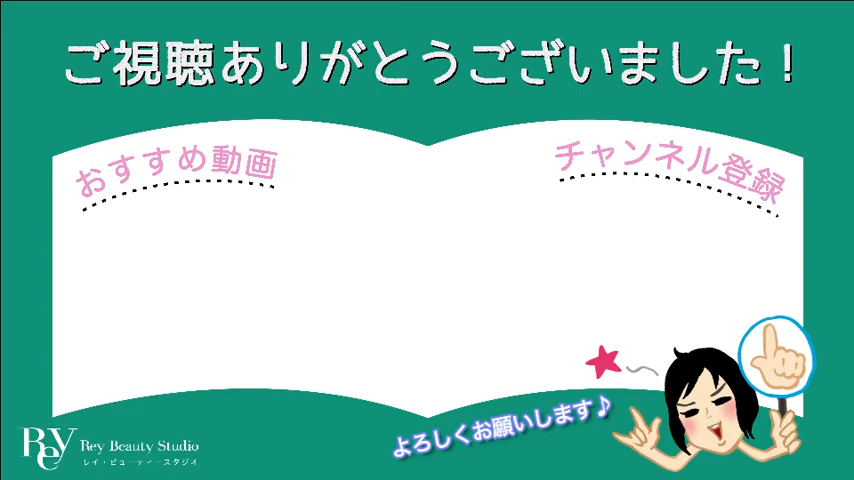 ご視聴ありがとうございました！
おすすめ動画
チャンネル登録
よろしくお願いします♪
Rey
Rey Beauty Studio
レイ・ビューティースタジオ